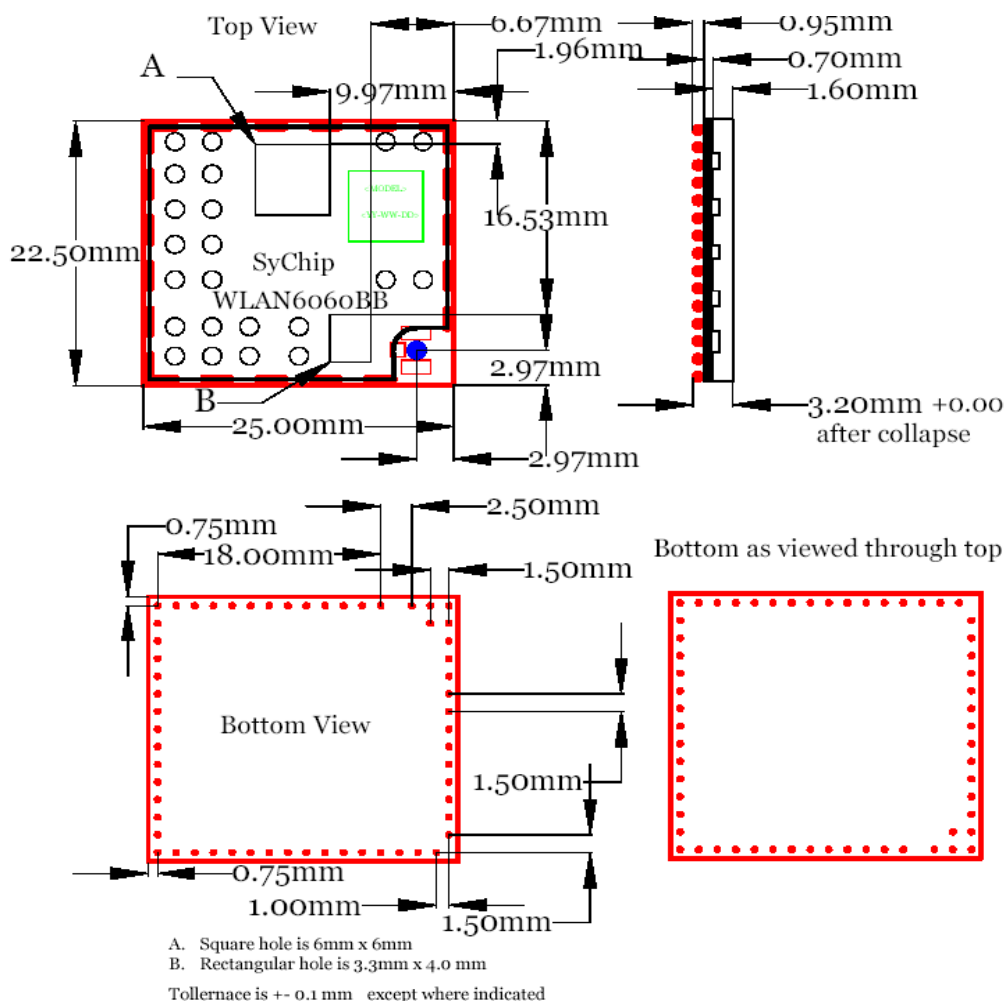 Top View
6.67mm
0.95mm
1.96mm
0.70mm
A
9.97mm
1.60mm
<MODEL>
<YY-WW-DD>
16.53mm
22.50mm
SyChip
WLAN6060BB
2.97mm
B
25.00mm
3.20mm +0.00
after collapse
2.97mm
2.50mm
0.75mm
18.00mm
Bottom as viewed through top
1.50mm
Bottom View
1.50mm
0.75mm
1.00mm
1.50mm
A. Square hole is 6mm x 6mm
B. Rectangular hole is 3.3mm x 4.0 mm
Tollernace is +- 0.1 mm except where indicated